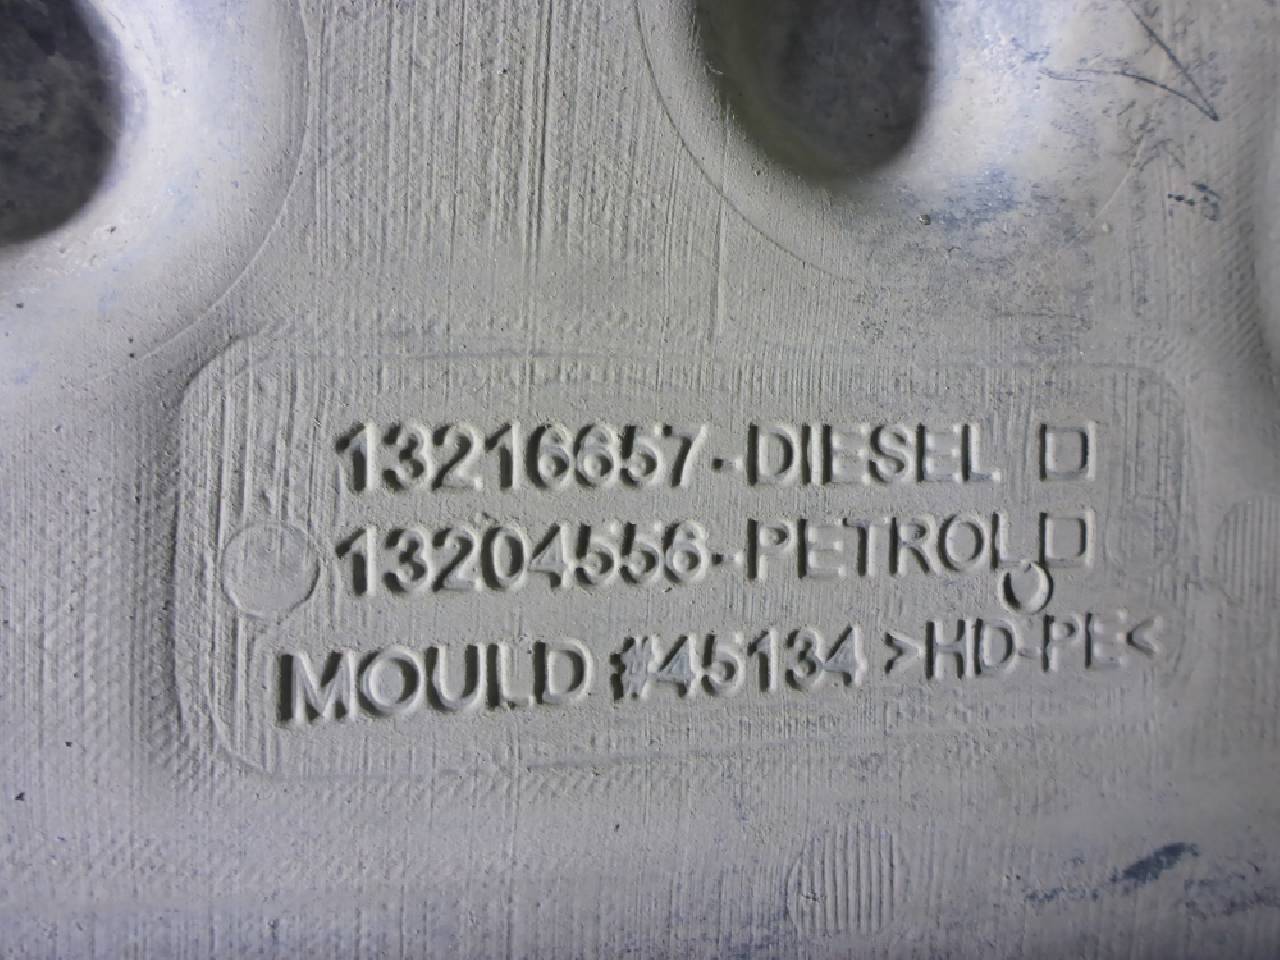 13216657-DIESEL □
13204556-PETROL □
MOULD #45134 >HD-PE<